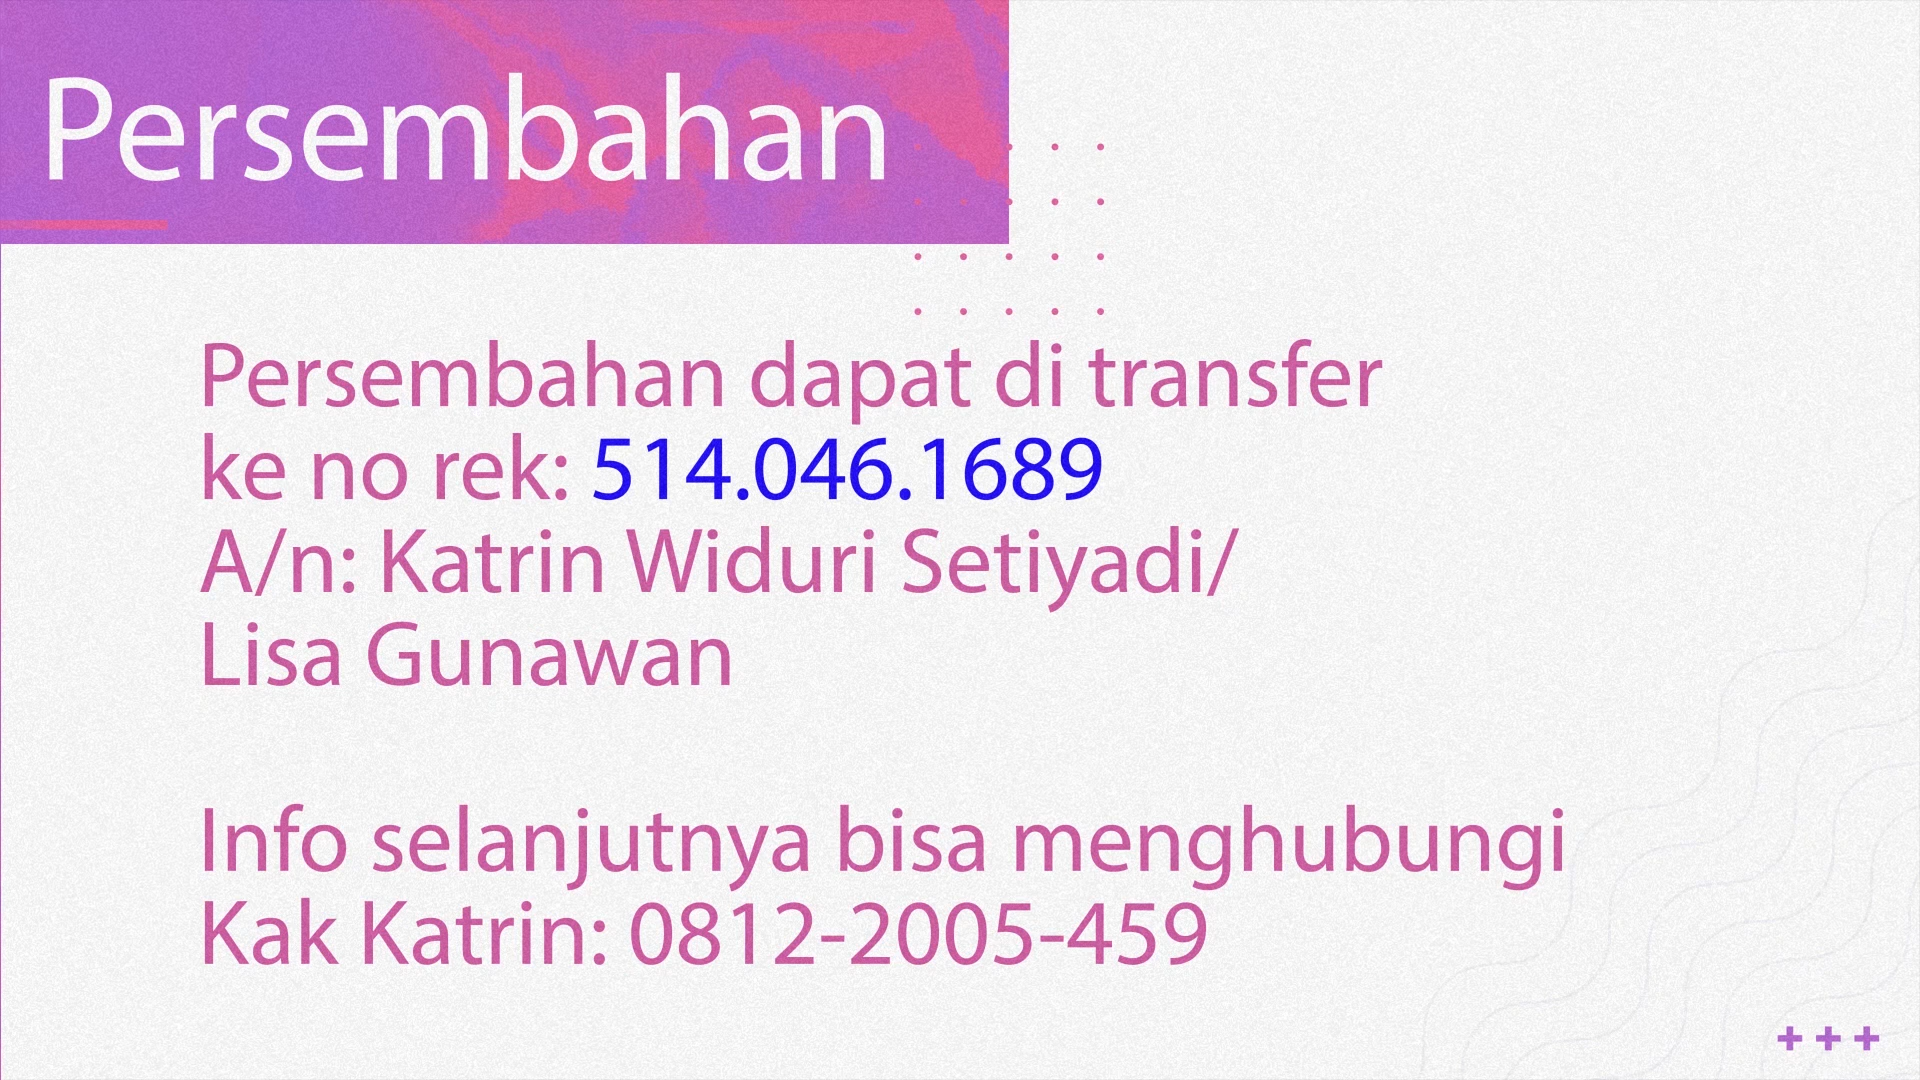 Persembahan
Persembahan dapat di transfer
ke no rek: 514.046.1689
A/n: Katrin Widuri Setiyadi/
Lisa Gunawan
Info selanjutnya bisa menghubungi
Kak Katrin: 0812-2005-459